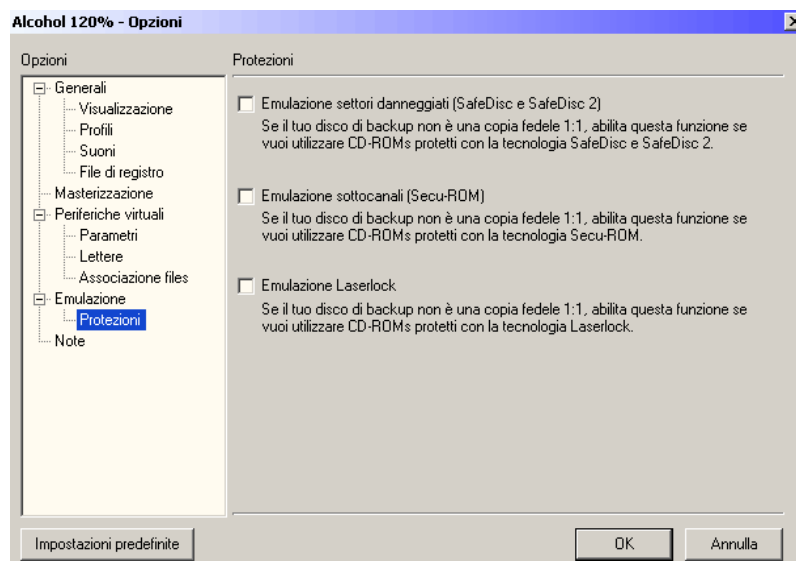 Alcohol 120% - Opzioni
Opzioni
Generali
Visualizzazione
Profili
Suoni
File di registro
Masterizzazione
Periferiche virtuali
Parametri
Lettere
Associazione files
Emulazione
Protezioni
Note
Protezioni
Emulazione settori danneggiati (SafeDisc e SafeDisc 2)
Se il tuo disco di backup non è una copia fedele 1:1, abilita questa funzione se
vuoi utilizzare CD-ROMs protetti con la tecnologia SafeDisc e SafeDisc 2.
Emulazione sottocanali (Secu-ROM)
Se il tuo disco di backup non è una copia fedele 1:1, abilita questa funzione se
vuoi utilizzare CD-ROMs protetti con la tecnologia Secu-ROM.
Emulazione Laserlock
Se il tuo disco di backup non è una copia fedele 1:1, abilita questa funzione se
vuoi utilizzare CD-ROMs protetti con la tecnologia Laserlock.
Impostazioni predefinite
OK
Annulla